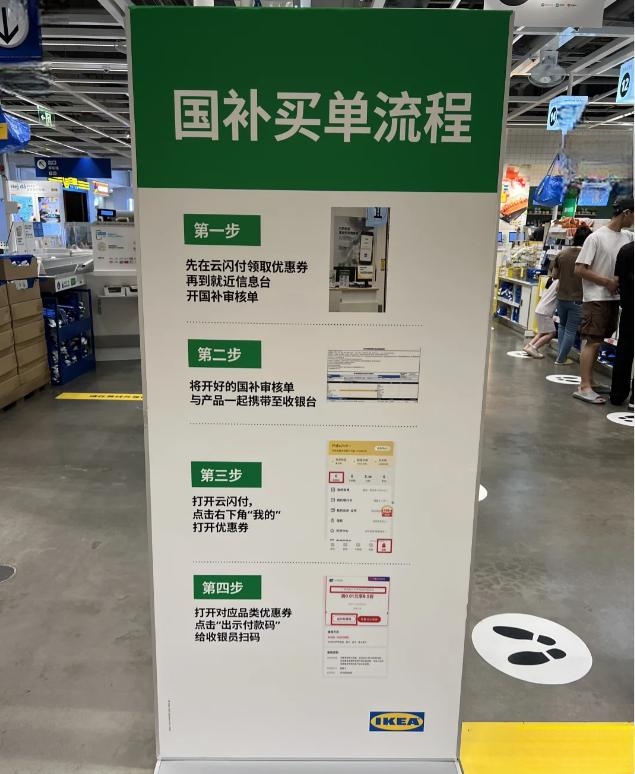 国补买单流程
第一步
先在云闪付领取优惠券
再到就近信息台
开国补审核单
第二步
将开好的国补审核单
与产品一起携带至收银台
第三步
打开云闪付，
点击右下角“我的”
打开优惠券
第四步
打开对应品类优惠券
点击“出示付款码”
给收银员扫码
IKEA
12